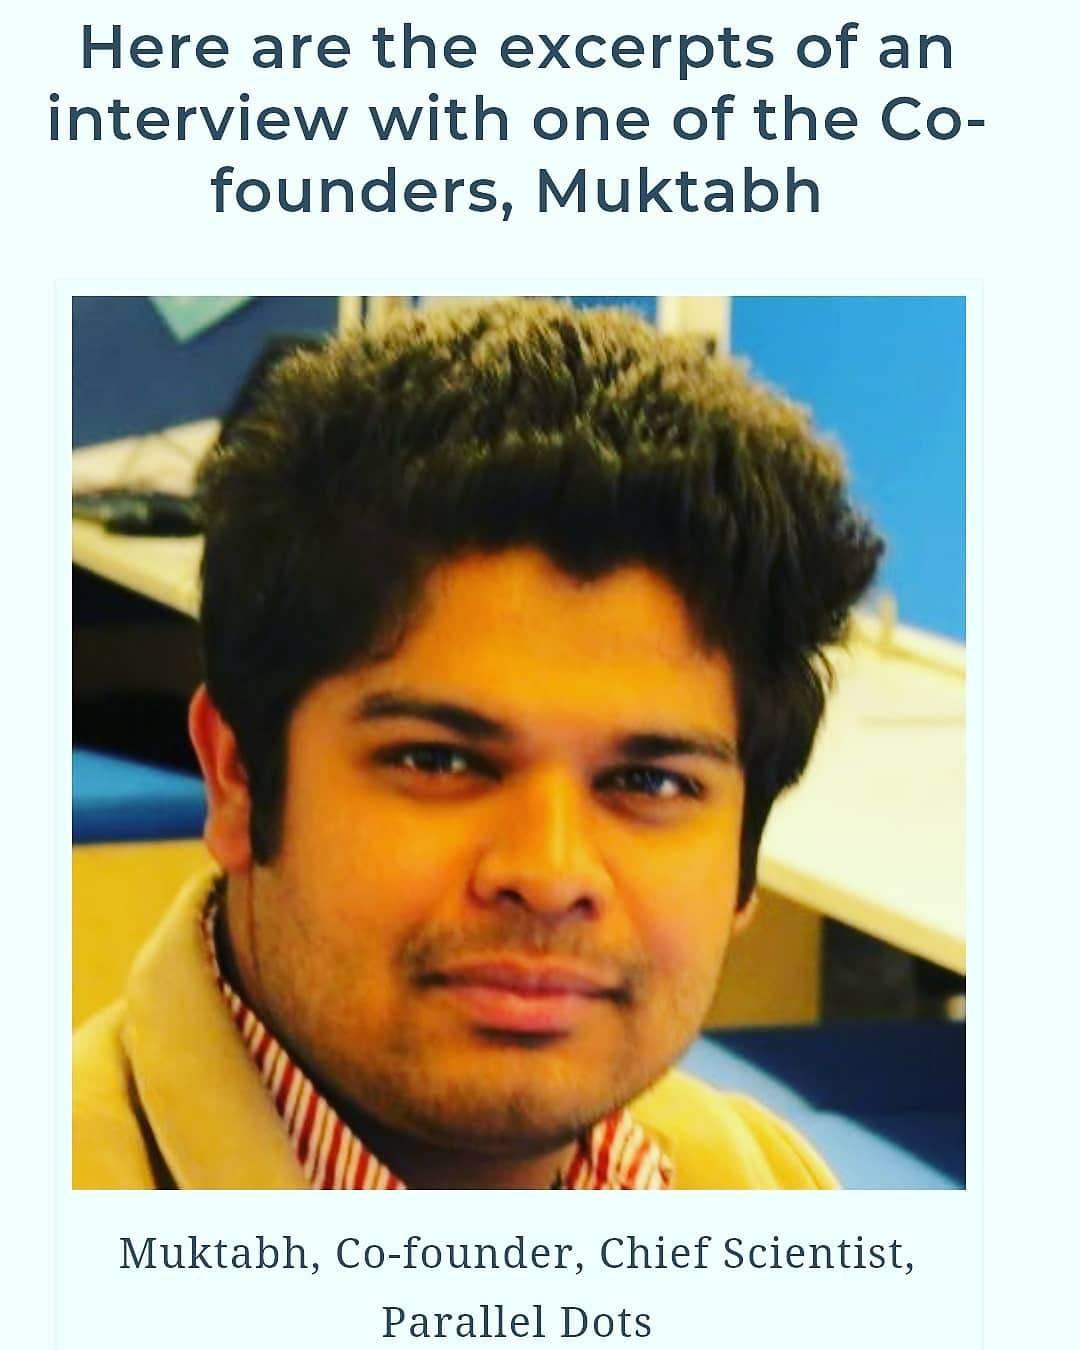 Here are the excerpts of an
interview with one of the Co-
founders, Muktabh
Muktabh, Co-founder, Chief Scientist,
Parallel Dots